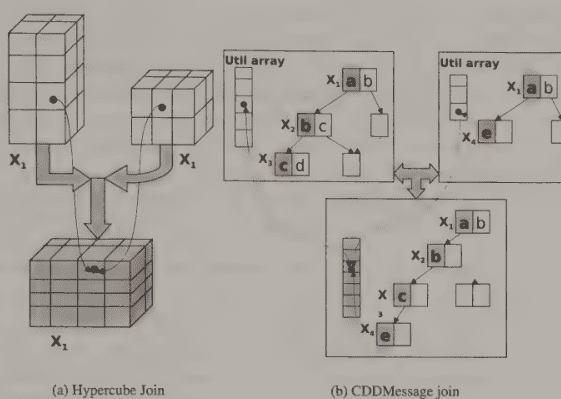 X1
X1
X1
(a) Hypercube Join
Util array
X1 a b
X2 b c
X3 c d
Util array
X1 a b
X4 e
X1 a b
X2 b
X c
3
X4 e
(b) CDDMessage join